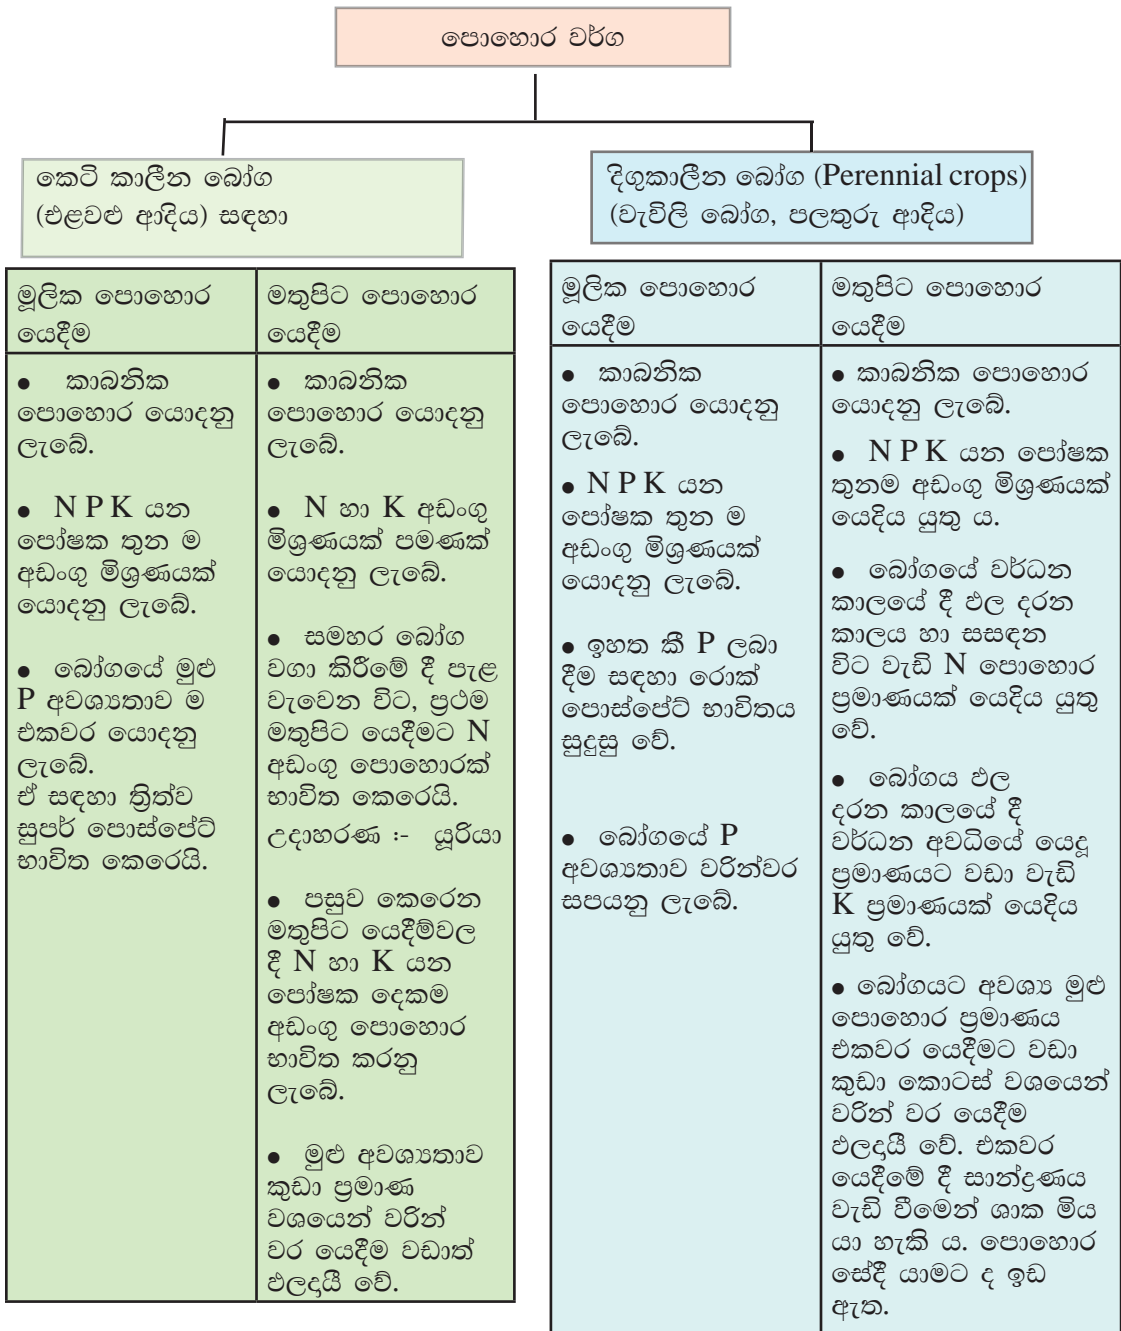 පොහොර වර්ග
කෙටි කාලීන බෝග
(එළවළු ආදිය) සඳහා
මූලික පොහොර
යෙදීම
මතුපිට පොහොර
යෙදීම
● කාබනික
පොහොර යොදනු
ලැබේ.
● N P K යන
පෝෂක තුන ම
අඩංගු මිශ්‍රණයක්
යොදනු ලැබේ.
● බෝගයේ මුළු
P අවශ්‍යතාව ම
එකවර යොදනු
ලැබේ.
ඒ සඳහා ත්‍රිත්ව
සුපර් පොස්පේට්
භාවිත කෙරෙයි.
● කාබනික
පොහොර යොදනු
ලැබේ.
● N හා K අඩංගු
මිශ්‍රණයක් පමණක්
යොදනු ලැබේ.
● සමහර බෝග
වගා කිරීමේ දී පැළ
වැවෙන විට, ප්‍රථම
මතුපිට යෙදීමට N
අඩංගු පොහොරක්
භාවිත කෙරෙයි.
උදාහරණ :- යූරියා
● පසුව කෙරෙන
මතුපිට යෙදීම්වල
දී N හා K යන
පෝෂක දෙකම
අඩංගු පොහොර
භාවිත කරනු
ලැබේ.
● මුළු අවශ්‍යතාව
කුඩා ප්‍රමාණ
වශයෙන් වරින්
වර යෙදීම වඩාත්
ඵලදායී වේ.
දිගුකාලීන බෝග (Perennial crops)
(වැවිලි බෝග, පලතුරු ආදිය)
මූලික පොහොර
යෙදීම
මතුපිට පොහොර
යෙදීම
● කාබනික
පොහොර යොදනු
ලැබේ.
● N P K යන
පෝෂක තුන ම
අඩංගු මිශ්‍රණයක්
යොදනු ලැබේ.
● ඉහත කී P ලබා
දීම සඳහා රොක්
පොස්පේට් භාවිතය
සුදුසු වේ.
● බෝගයේ P
අවශ්‍යතාව වරින්වර
සපයනු ලැබේ.
● කාබනික පොහොර
යොදනු ලැබේ.
● N P K යන පෝෂක
තුනම අඩංගු මිශ්‍රණයක්
යෙදිය යුතු ය.
● බෝගයේ වර්ධන
කාලයේ දී ඵල දරන
කාලය හා සසඳන
විට වැඩි N පොහොර
ප්‍රමාණයක් යෙදිය යුතු
වේ.
● බෝගය ඵල
දරන කාලයේ දී
වර්ධන අවධියේ යෙදූ
ප්‍රමාණයට වඩා වැඩි
K ප්‍රමාණයක් යෙදිය
යුතු වේ.
● බෝගයට අවශ්‍ය මුළු
පොහොර ප්‍රමාණය
එකවර යෙදීමට වඩා
කුඩා කොටස් වශයෙන්
වරින් වර යෙදීම
ඵලදායී වේ. එකවර
යෙදීමේ දී සාන්ද්‍රණය
වැඩි වීමෙන් ශාක මිය
යා හැකි ය. පොහොර
සේදී යාමට ද ඉඩ
ඇත.